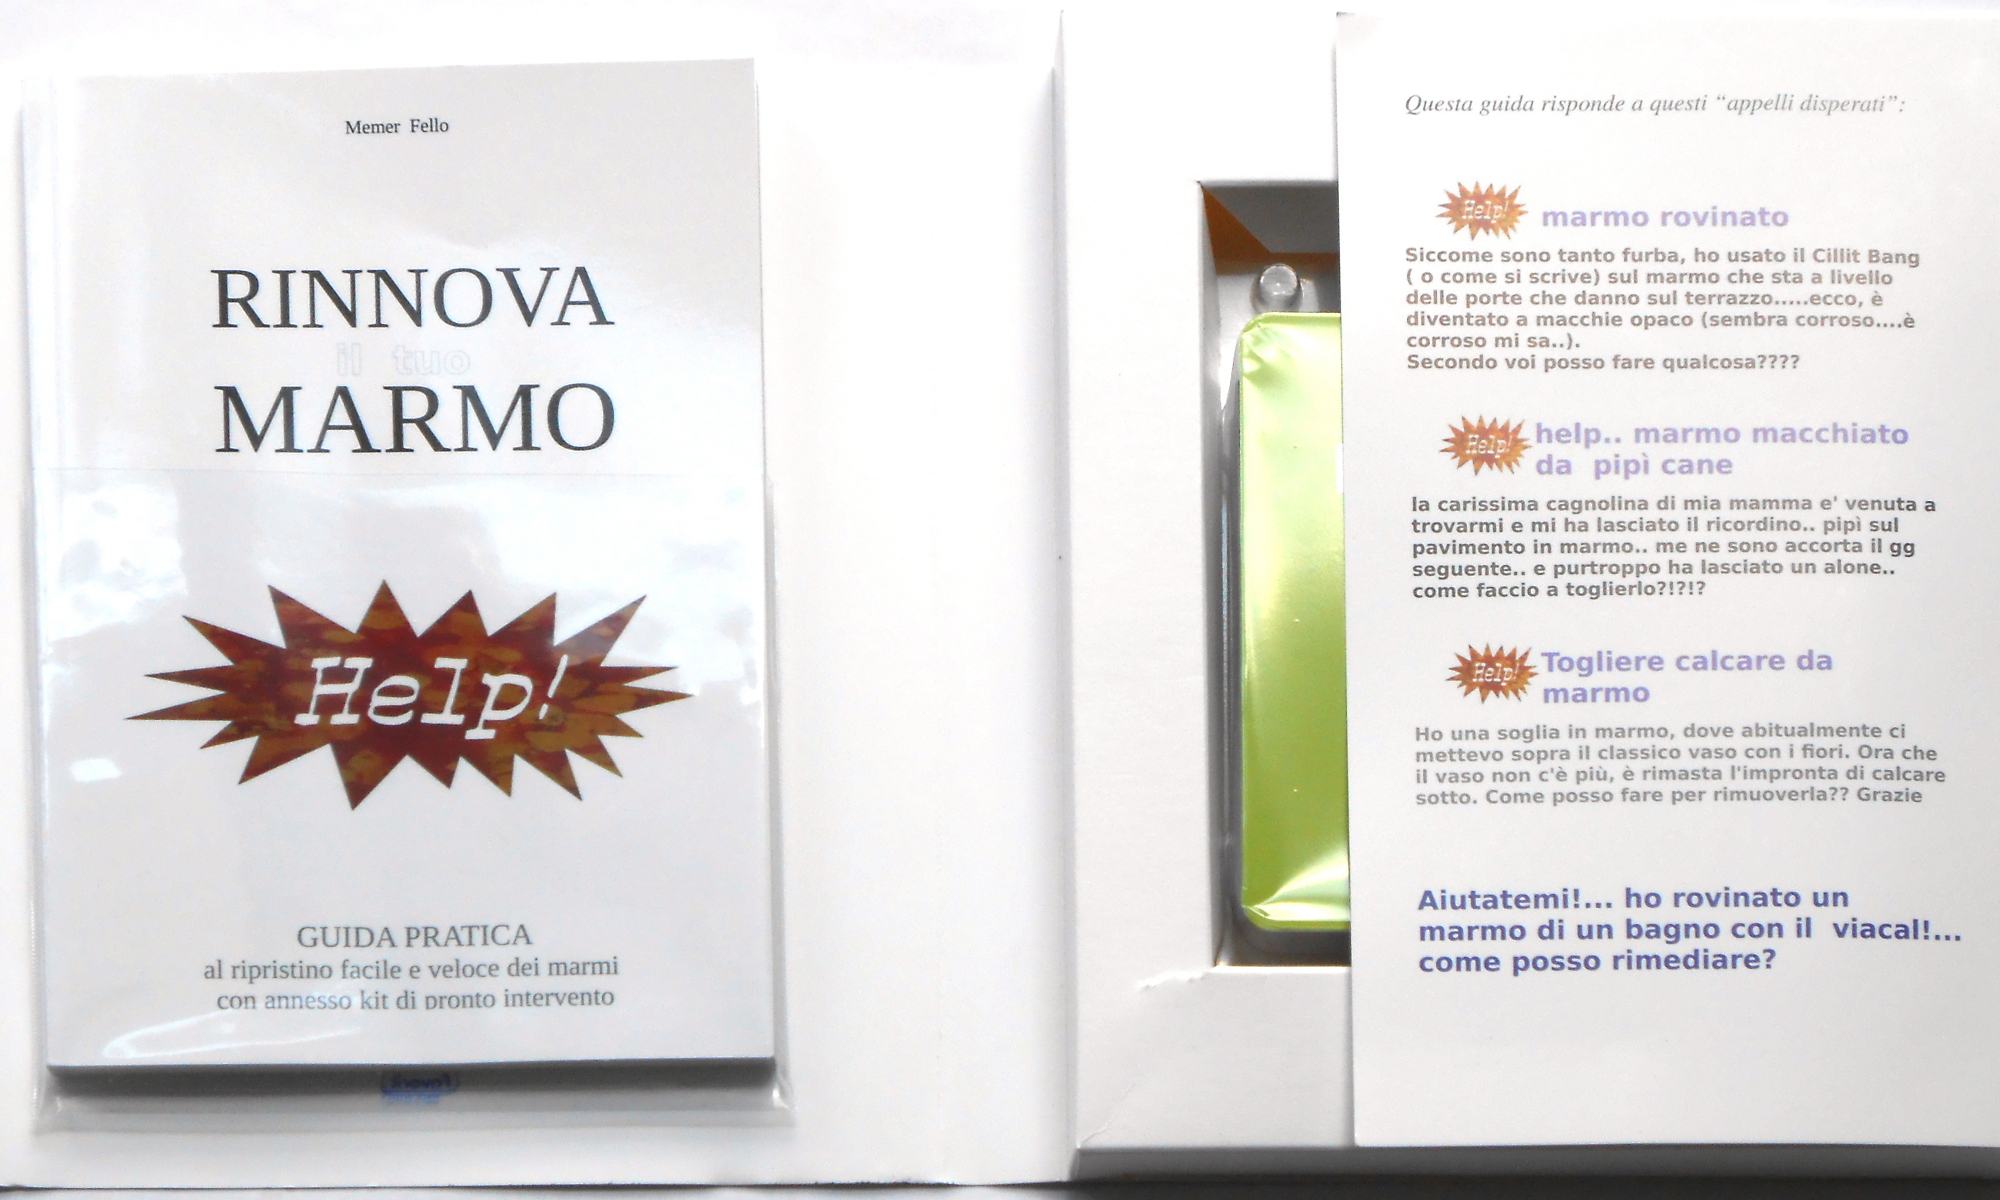 Memer Fello
RINNOVA
il tuo
MARMO
Help!
GUIDA PRATICA
al ripristino facile e veloce dei marmi
con annesso kit di pronto intervento
Questa guida risponde a questi “appelli disperati”:
Help! marmo rovinato
Siccome sono tanto furba, ho usato il Cillit Bang
( o come si scrive) sul marmo che sta a livello
delle porte che danno sul terrazzo.....ecco, è
diventato a macchie opaco (sembra corroso....è
corroso mi sa..).
Secondo voi posso fare qualcosa????
Help! help.. marmo macchiato
da pipì cane
la carissima cagnolina di mia mamma e' venuta a
trovarmi e mi ha lasciato il ricordino.. pipì sul
pavimento in marmo.. me ne sono accorta il gg
seguente.. e purtroppo ha lasciato un alone..
come faccio a toglierlo?!?!?
Help! Togliere calcare da
marmo
Ho una soglia in marmo, dove abitualmente ci
mettevo sopra il classico vaso con i fiori. Ora che
il vaso non c'è più, è rimasta l'impronta di calcare
sotto. Come posso fare per rimuoverla?? Grazie
Aiutatemi!... ho rovinato un
marmo di un bagno con il viacal!...
come posso rimediare?